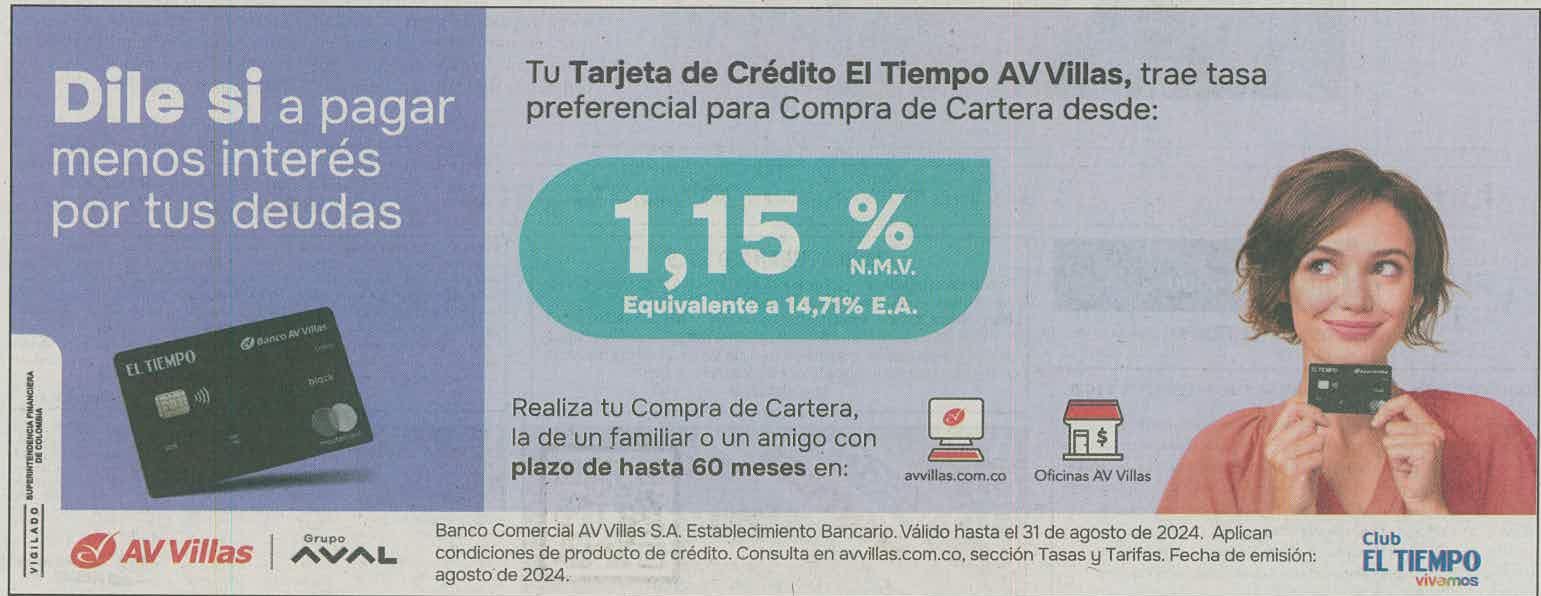 Dile si a pagar
menos interés
por tus deudas
EL TIEMPO
Banco AV Villas
black
mastercard
VIGILADO SUPERINTENDENCIA FINANCIERA
DE COLOMBIA
Tu Tarjeta de Crédito El Tiempo AV Villas, trae tasa
preferencial para Compra de Cartera desde:
1,15 %
N.M.V.
Equivalente a 14,71% E.A.
Realiza tu Compra de Cartera,
la de un familiar o un amigo con
plazo de hasta 60 meses en:
avvillas.com.co
$
Oficinas AV Villas
EL TIEMPO
AV Villas
Grupo
AVAL
Banco Comercial AV Villas S.A. Establecimiento Bancario. Válido hasta el 31 de agosto de 2024. Aplican
condiciones de producto de crédito. Consulta en avvillas.com.co, sección Tasas y Tarifas. Fecha de emisión:
agosto de 2024.
Club
EL TIEMPO
vivamos